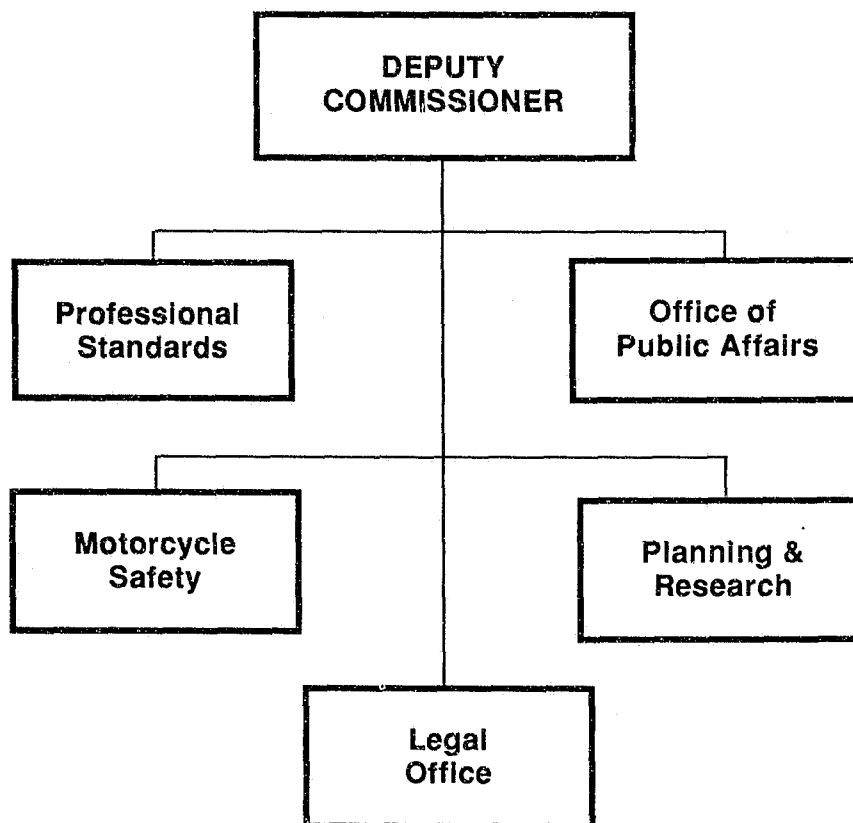 DEPUTY
COMMISSIONER
Professional
Standards
Office of
Public Affairs
Motorcycle
Safety
Planning &
Research
Legal
Office